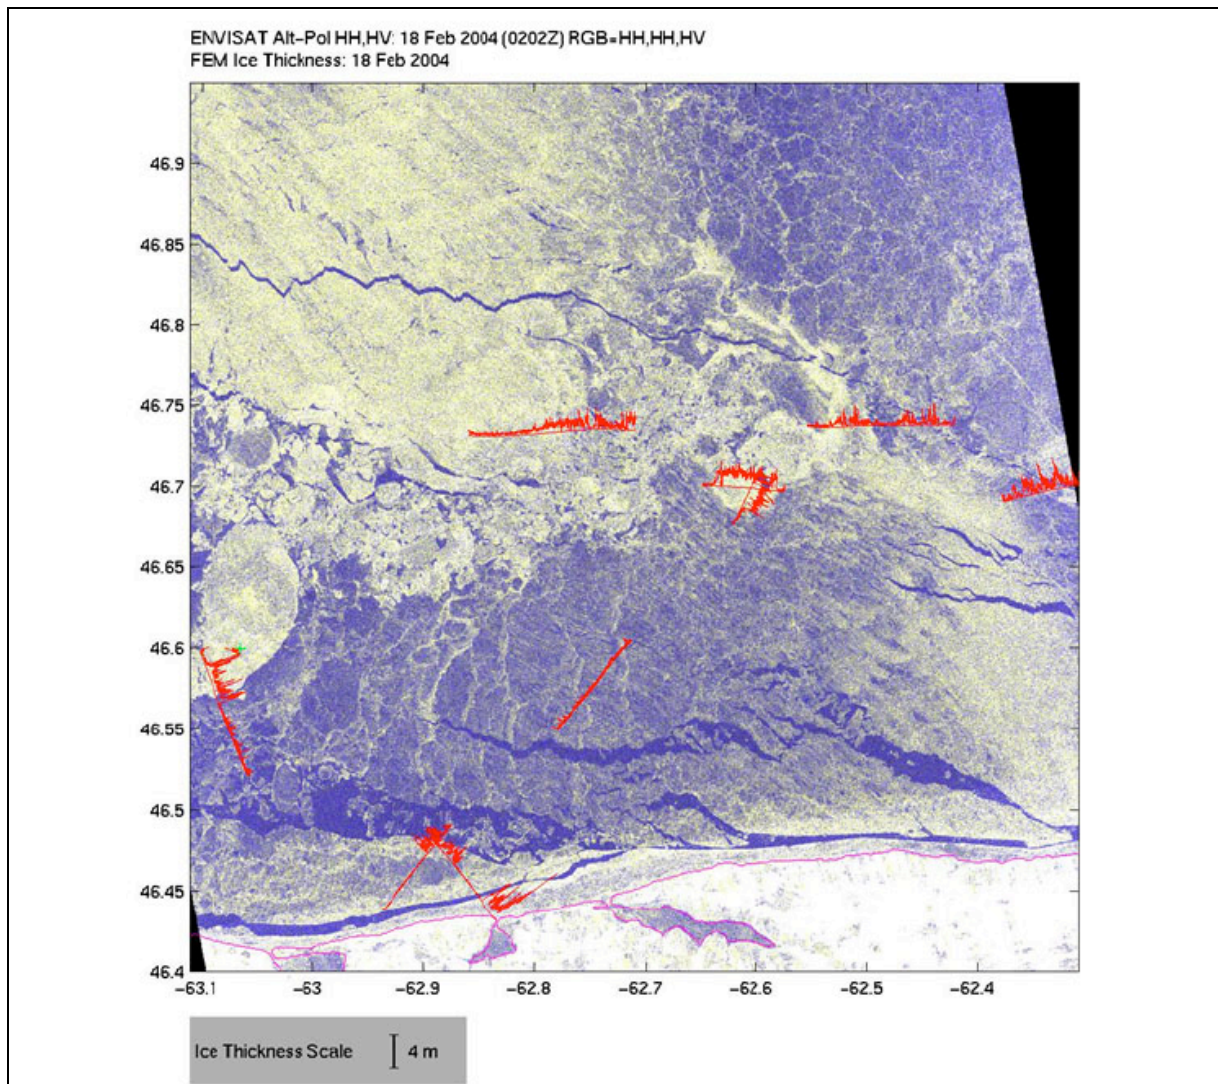 ENVISAT Alt-Pol HH,HV: 18 Feb 2004 (0202Z) RGB=HH,HH,HV
FEM Ice Thickness: 18 Feb 2004
46.9
46.85
46.8
46.75
46.7
46.65
46.6
46.55
46.5
46.45
46.4
-63.1 -63 -62.9 -62.8 -62.7 -62.6 -62.5 -62.4
Ice Thickness Scale 4 m